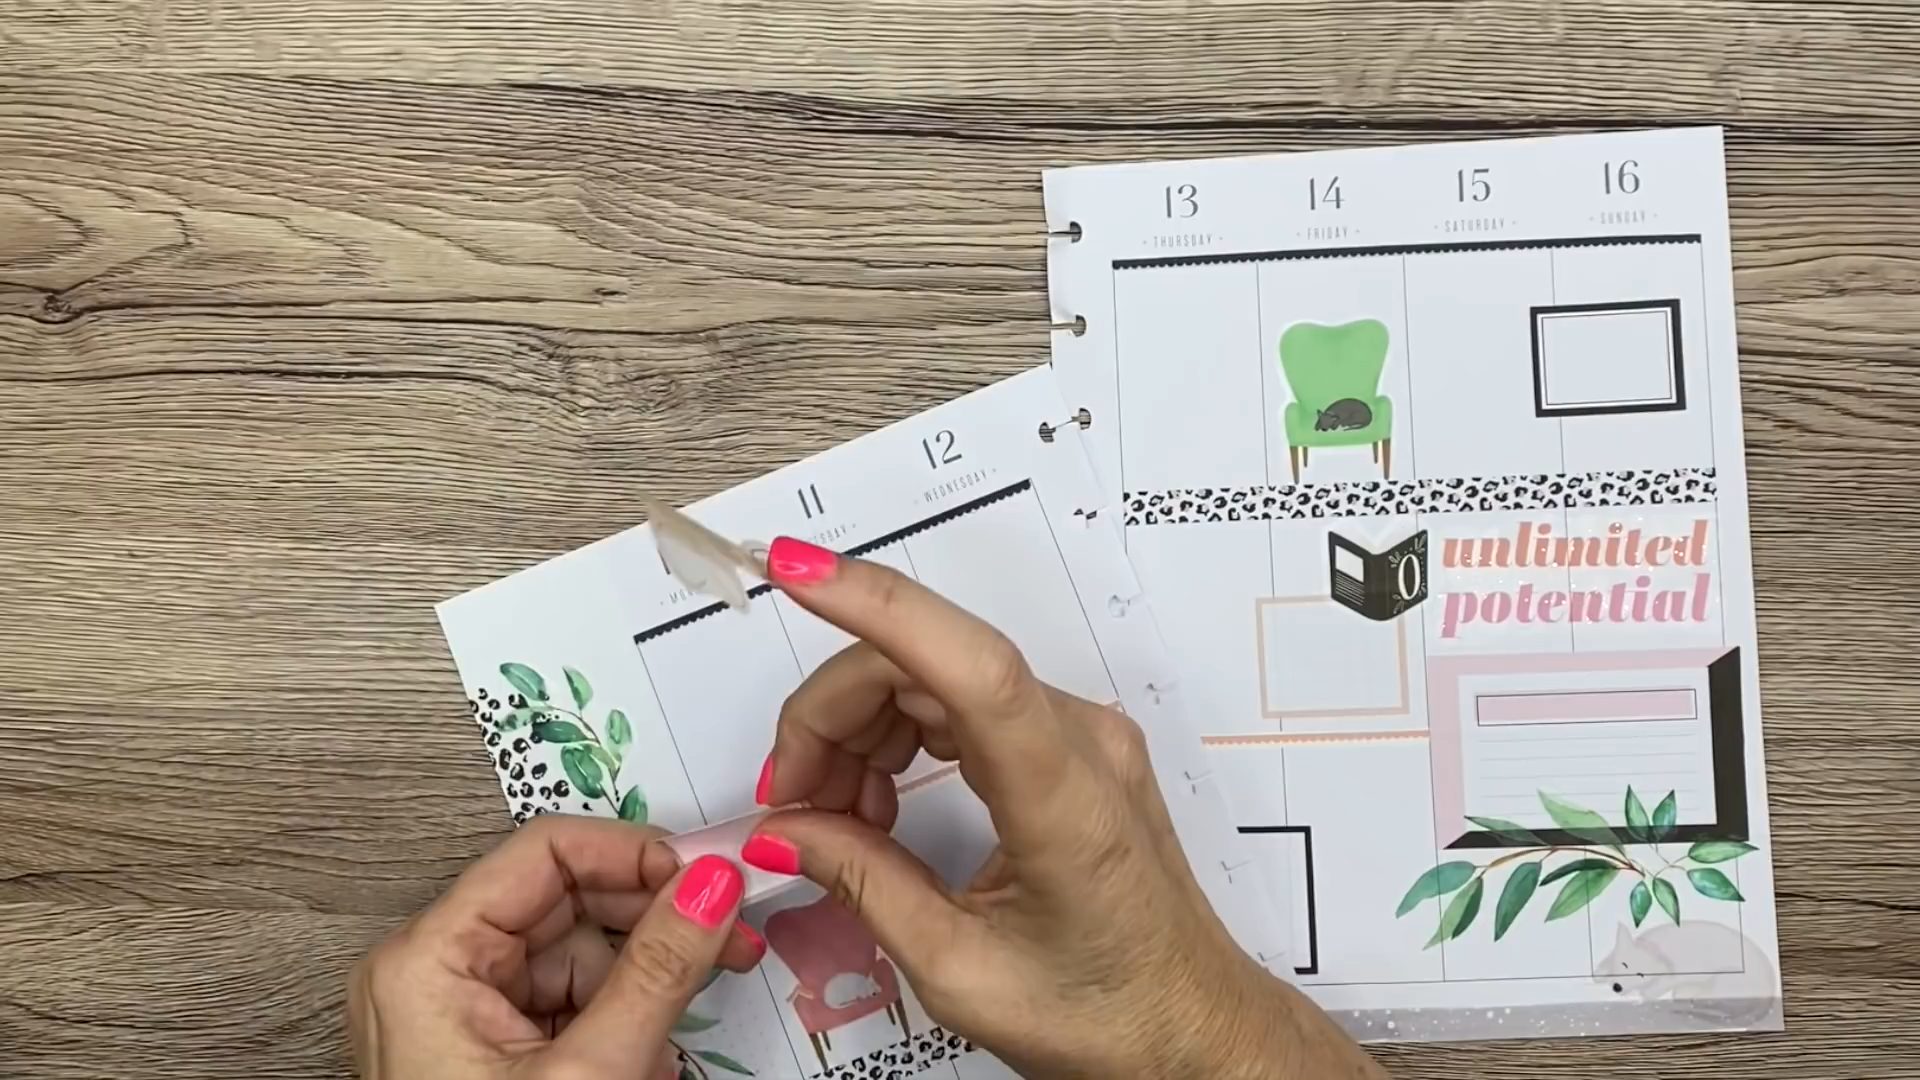 13 14 15 16
- THURSDAY - - FRIDAY - - SATURDAY - - SUNDAY -
11 12
- WEDNESDAY -
unlimited
potential